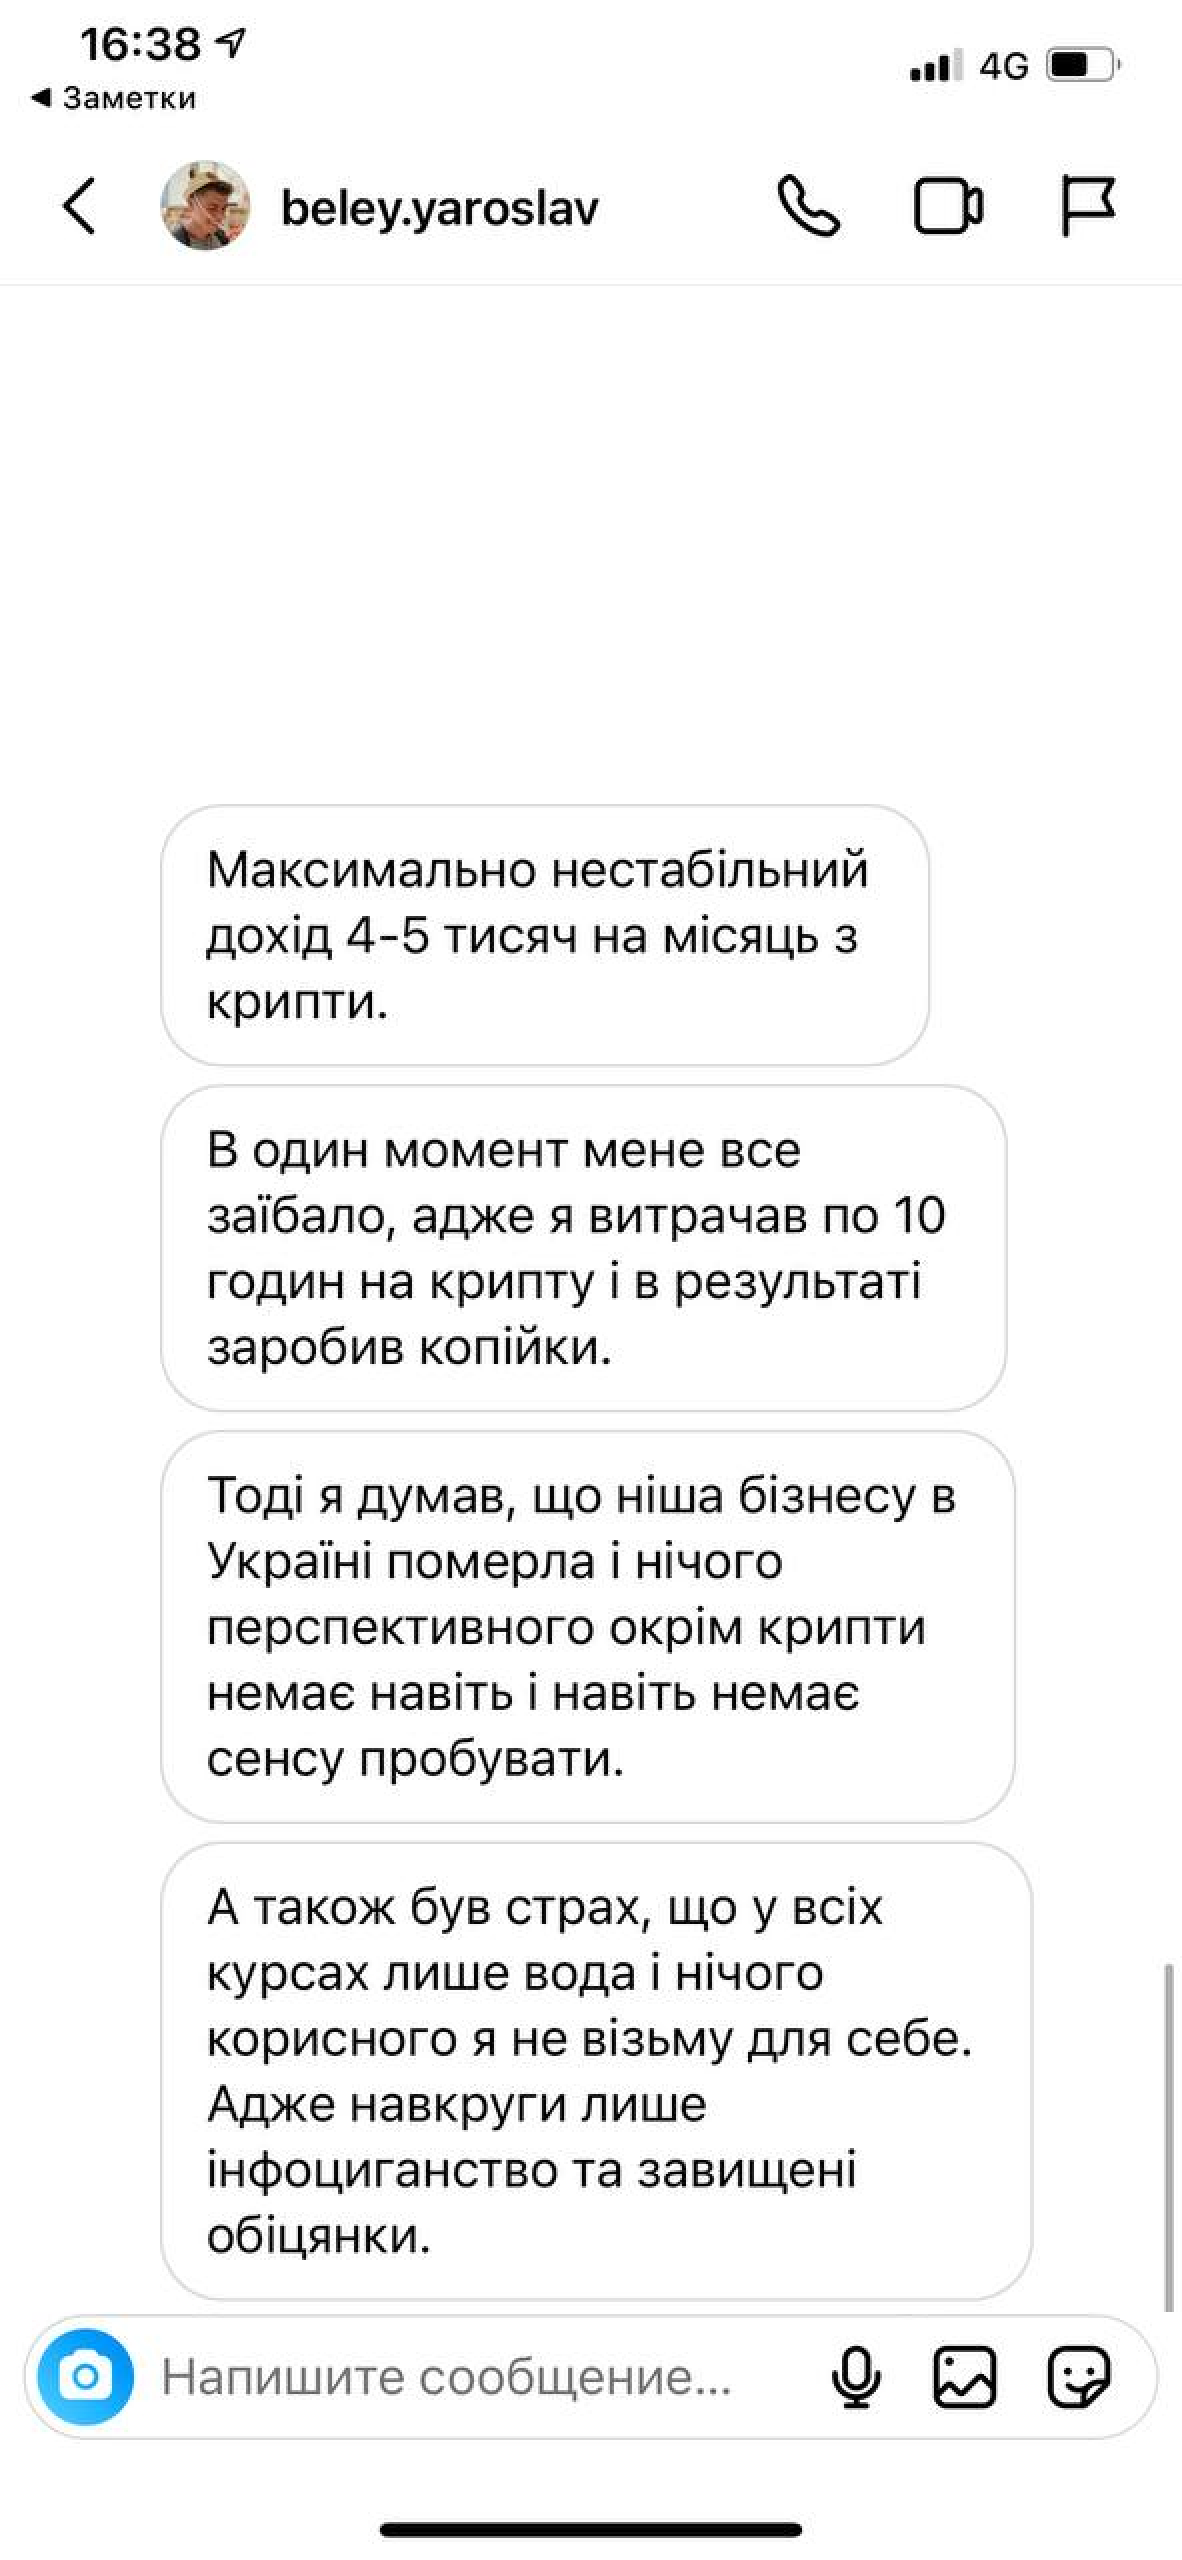 16:38
4G
◀ Заметки
beley.yaroslav
Максимально нестабільний
дохід 4-5 тисяч на місяць з
крипти.
В один момент мене все
заїбало, адже я витрачав по 10
годин на крипту і в результаті
заробив копійки.
Тоді я думав, що ніша бізнесу в
Україні померла і нічого
перспективного окрім крипти
немає навіть і навіть немає
сенсу пробувати.
А також був страх, що у всіх
курсах лише вода і нічого
корисного я не візьму для себе.
Адже навкруги лише
інфоциганство та завищені
обіцянки.
Напишите сообщение...